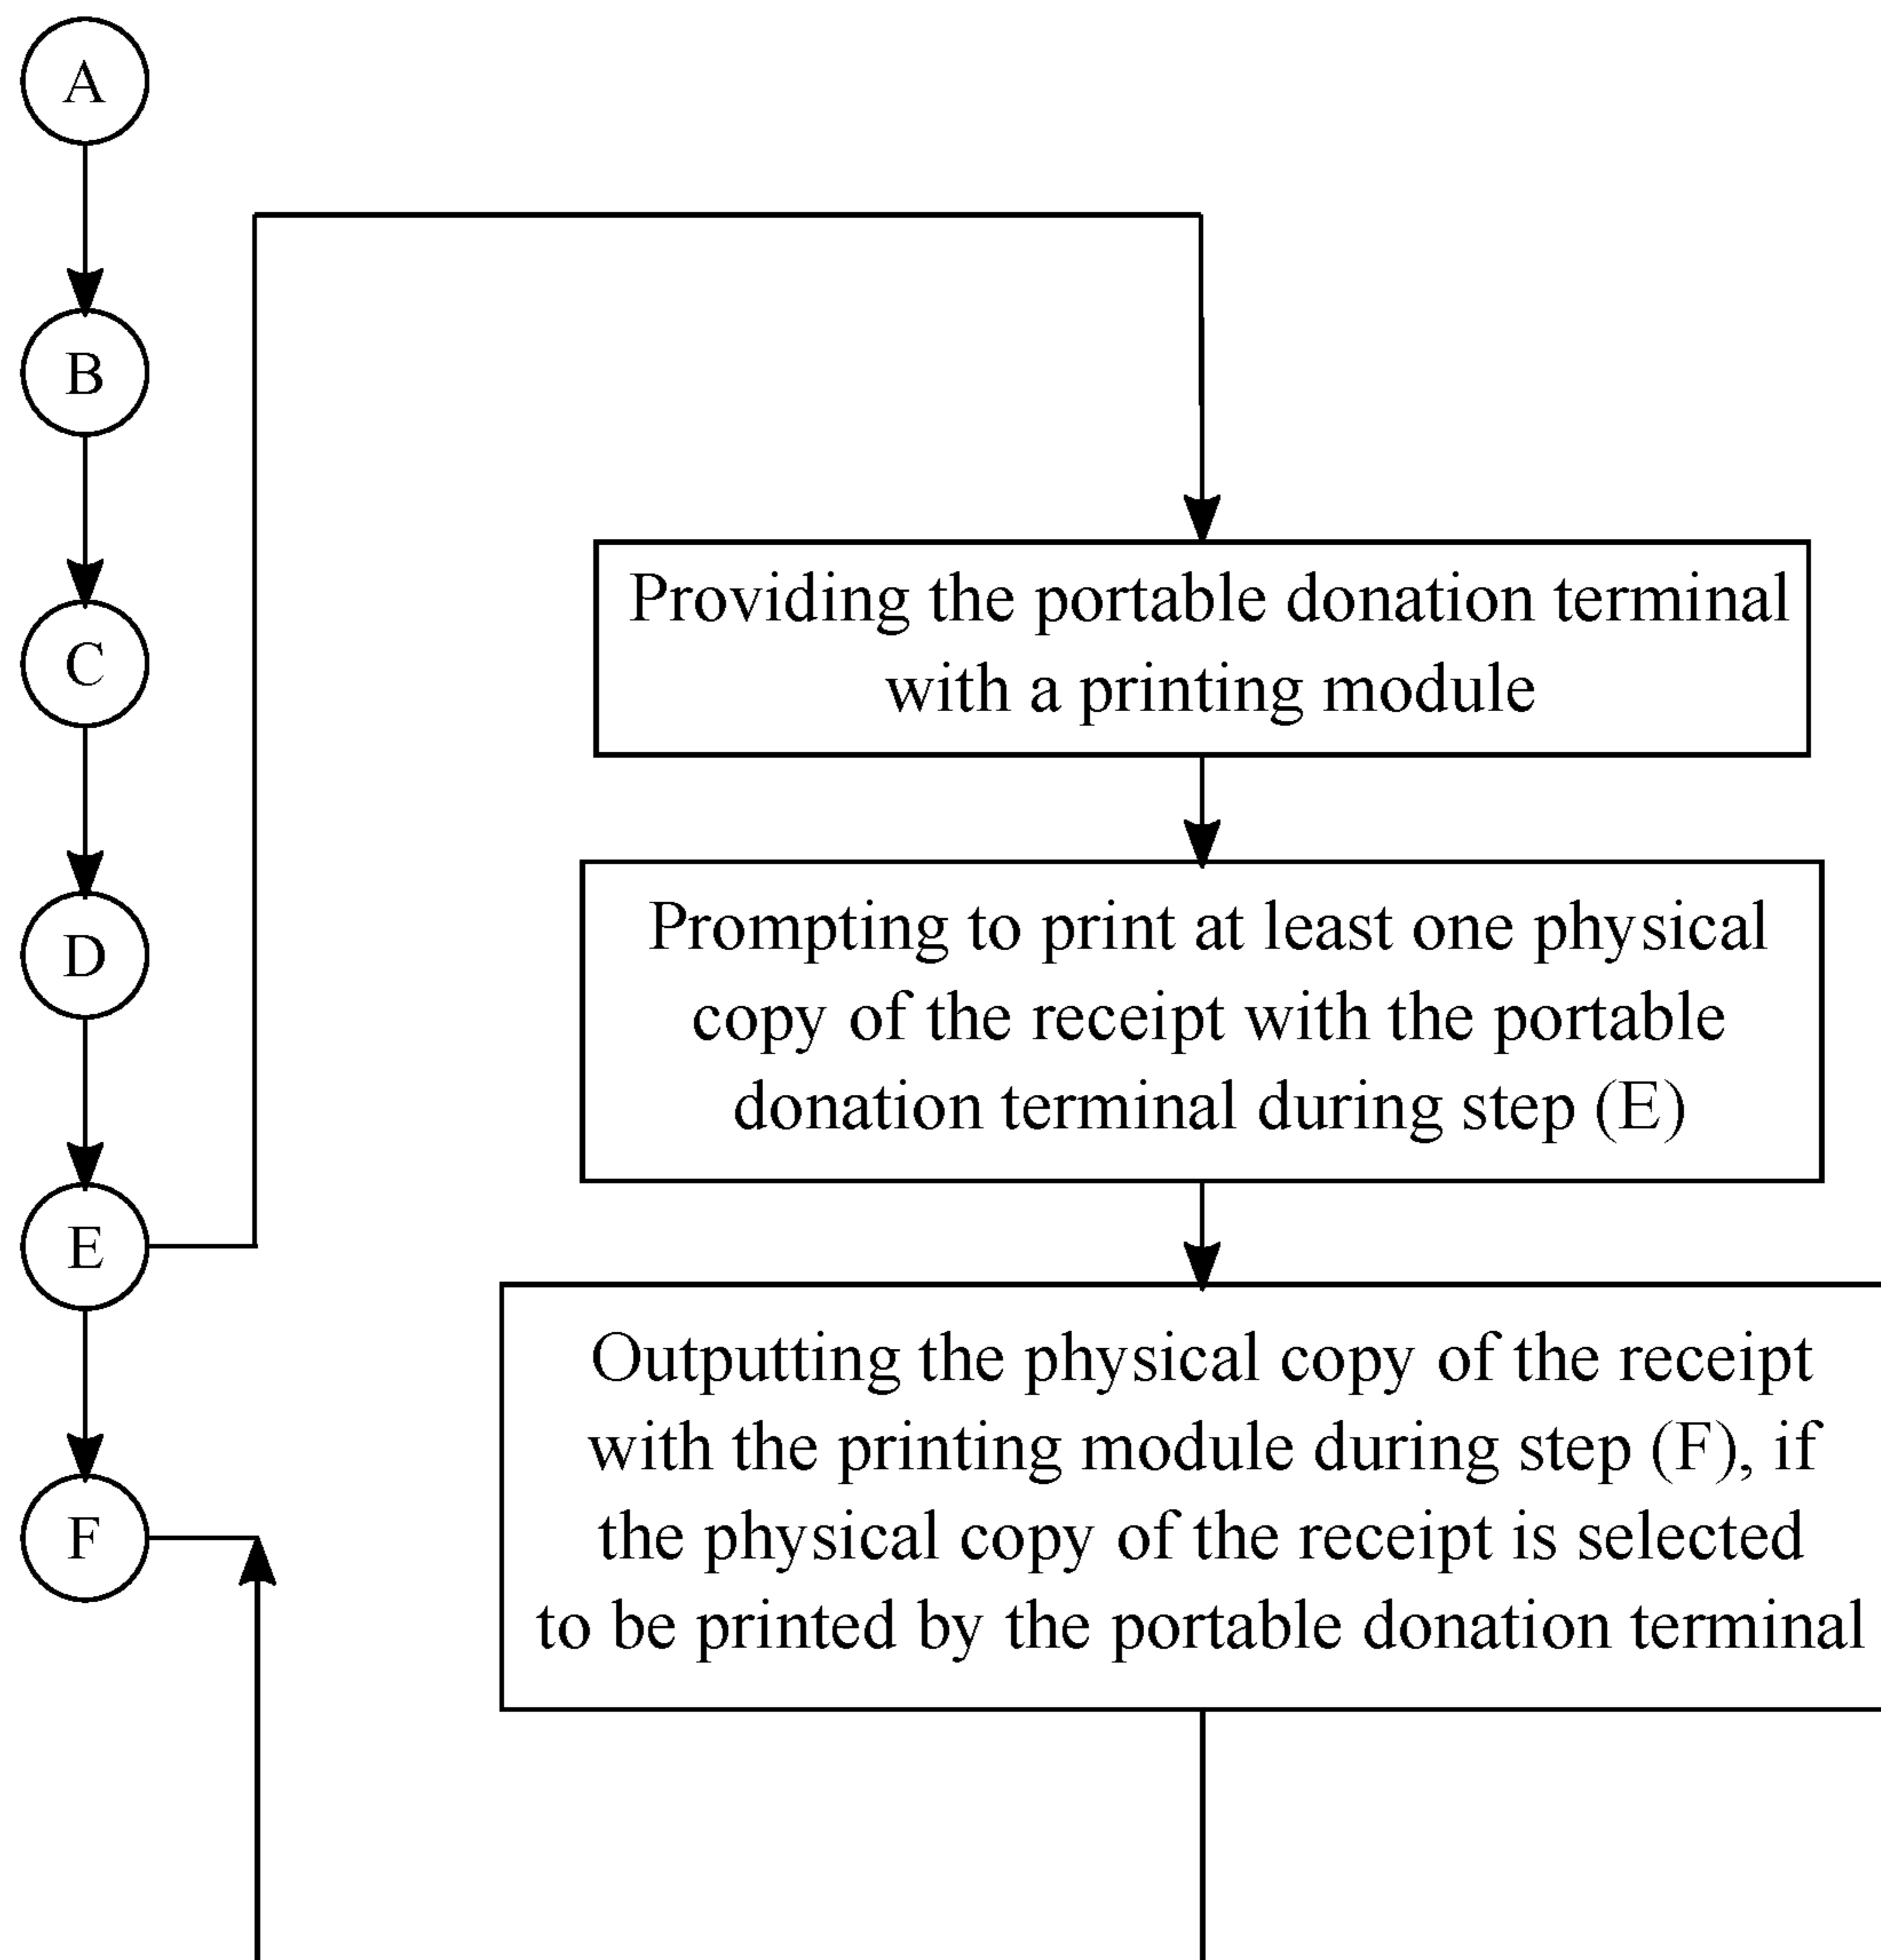 A
B
C
D
E
F
Providing the portable donation terminal
with a printing module
Prompting to print at least one physical
copy of the receipt with the portable
donation terminal during step (E)
Outputting the physical copy of the receipt
with the printing module during step (F), if
the physical copy of the receipt is selected
to be printed by the portable donation terminal